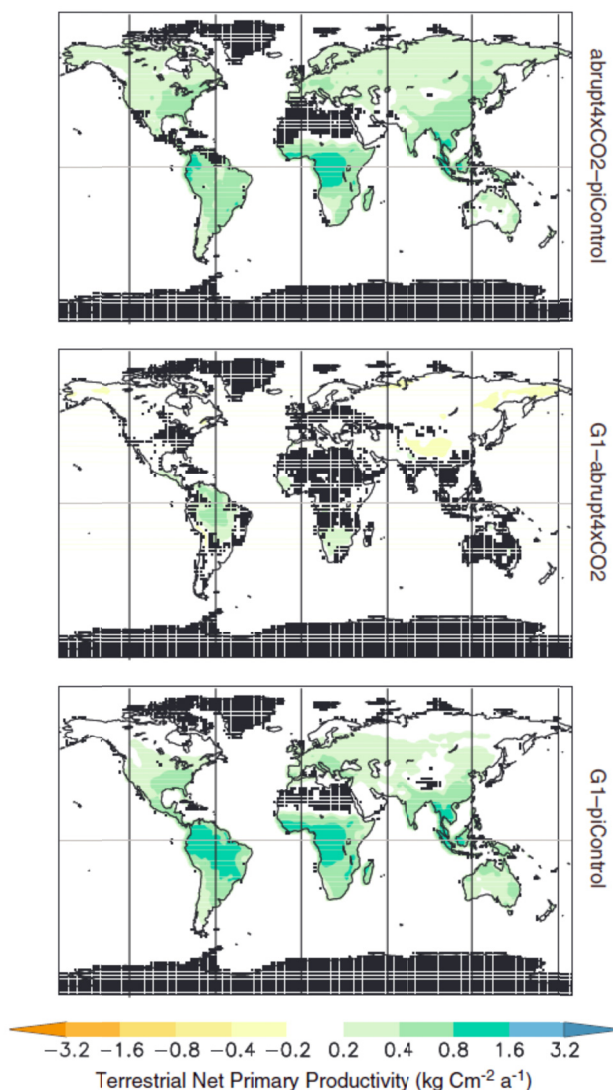 abrupt4xCO2–piControl
G1–abrupt4xCO2
G1–piControl
−3.2 −1.6 −0.8 −0.4 −0.2 0.2 0.4 0.8 1.6 3.2
Terrestrial Net Primary Productivity (kg Cm⁻² a⁻¹)